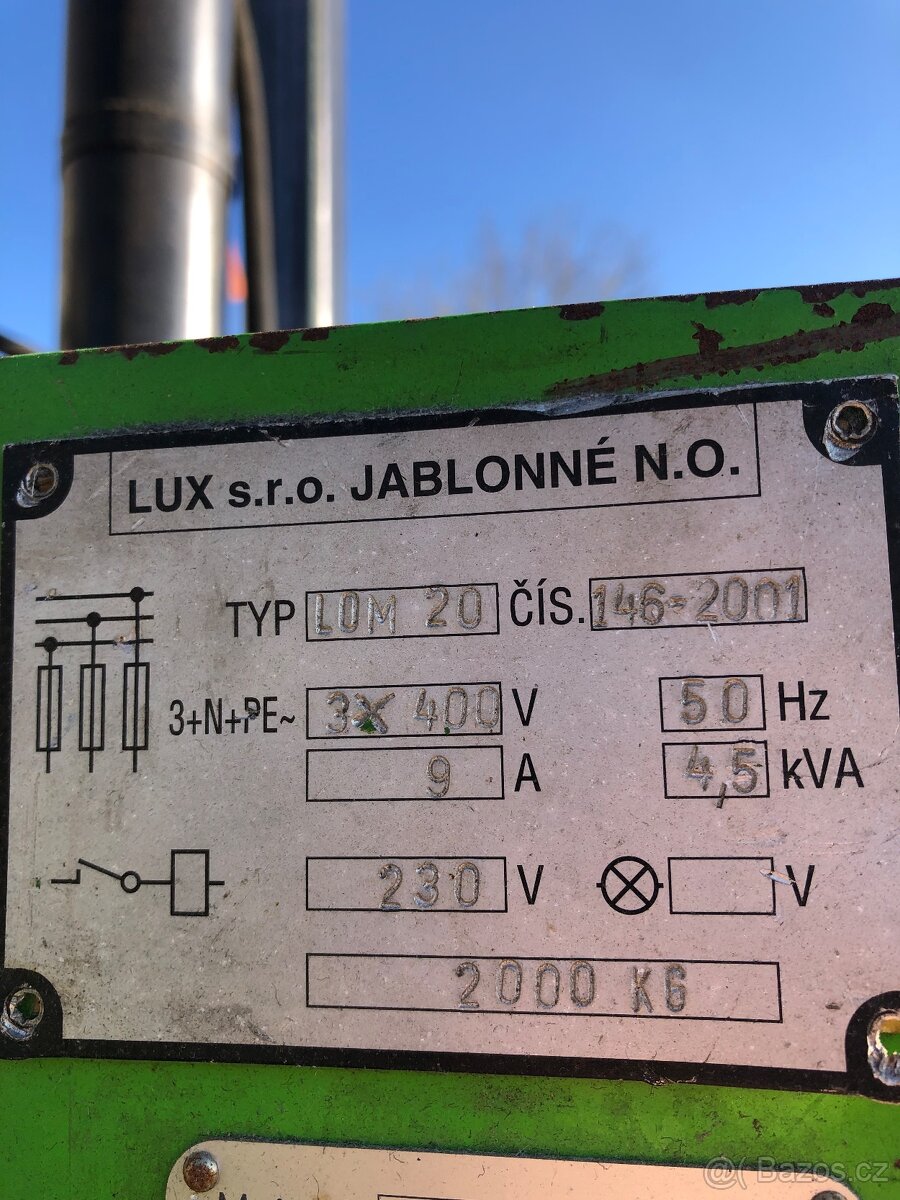 LUX s.r.o. JABLONNÉ N.O.
TYP LOM 20 ČÍS. 146-2001
3+N+PE~ 3X 400 V 50 Hz
9 A 4,5 kVA
230 V V
2000 KG
@( Bazos.cz